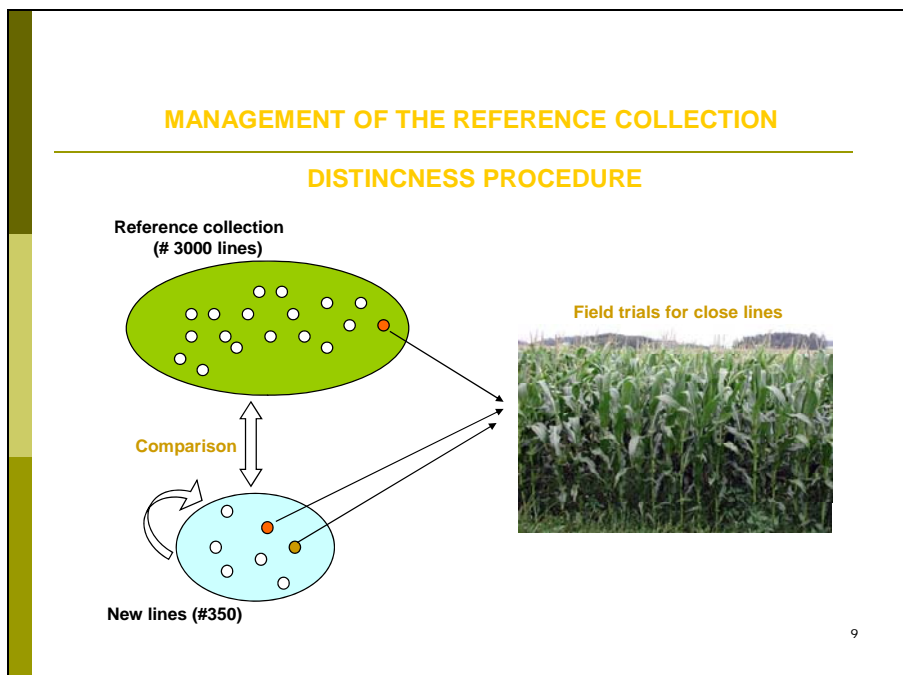 MANAGEMENT OF THE REFERENCE COLLECTION
DISTINCNESS PROCEDURE
Reference collection
(# 3000 lines)
Field trials for close lines
Comparison
New lines (#350)
9